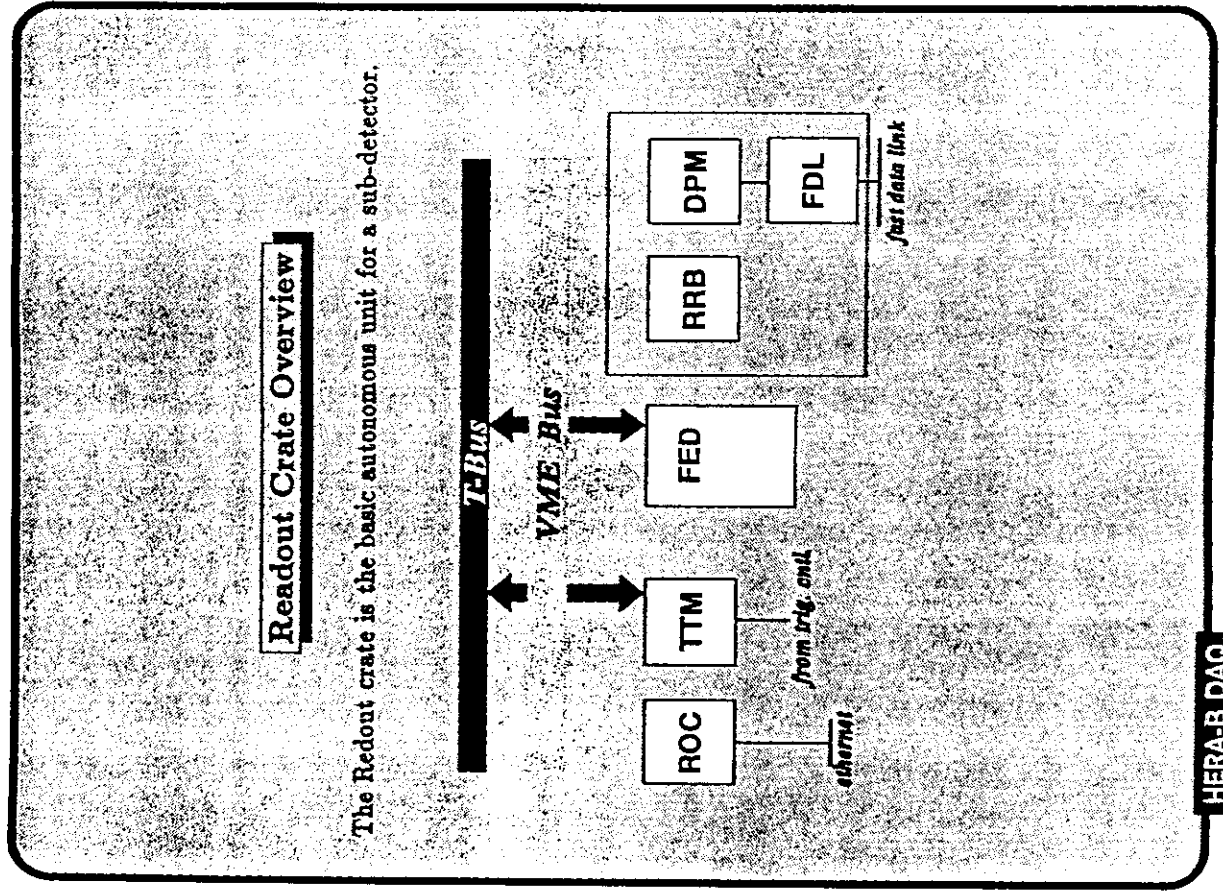 Readout Crate Overview
The Redout crate is the basic autonomous unit for a sub-detector.
T-Bus
VME Bus
ROC
TTM
FED
RRB
DPM
FDL
ethernet
from trig. cntl.
fast data link
HERA-B DAQ